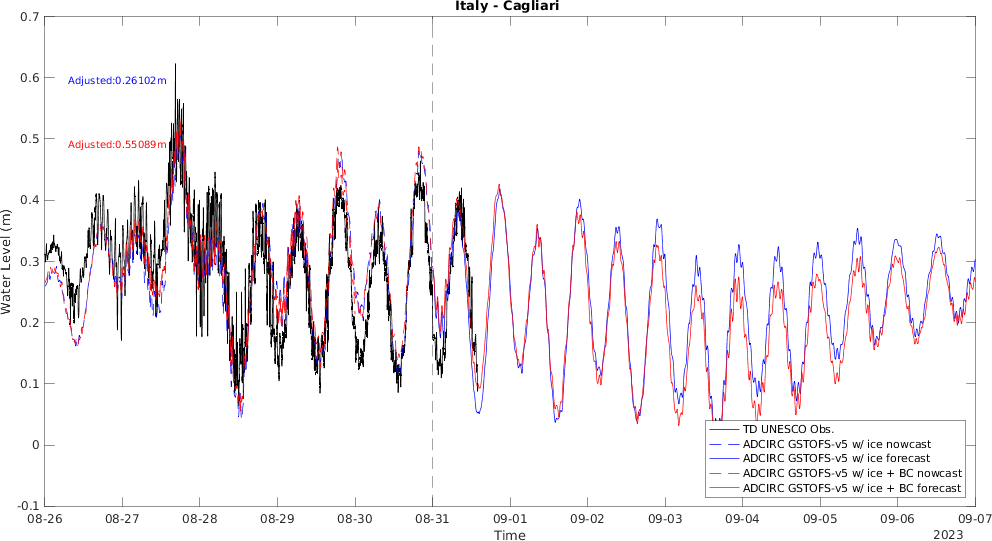 Italy - Cagliari
Water Level (m)
0.7
0.6
0.5
0.4
0.3
0.2
0.1
0
-0.1
Adjusted:0.26102m
Adjusted:0.55089m
TD UNESCO Obs.
ADCIRC GSTOFS-v5 w/ ice nowcast
ADCIRC GSTOFS-v5 w/ ice forecast
ADCIRC GSTOFS-v5 w/ ice + BC nowcast
ADCIRC GSTOFS-v5 w/ ice + BC forecast
08-26 08-27 08-28 08-29 08-30 08-31 09-01 09-02 09-03 09-04 09-05 09-06 09-07
Time
2023